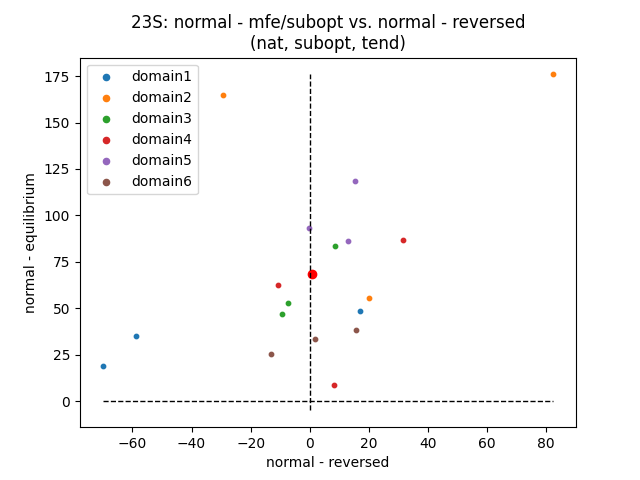 23S: normal - mfe/subopt vs. normal - reversed
(nat, subopt, tend)
domain1
domain2
domain3
domain4
domain5
domain6
normal - equilibrium
175
150
125
100
75
50
25
0
−60
−40
−20
0
20
40
60
80
normal - reversed